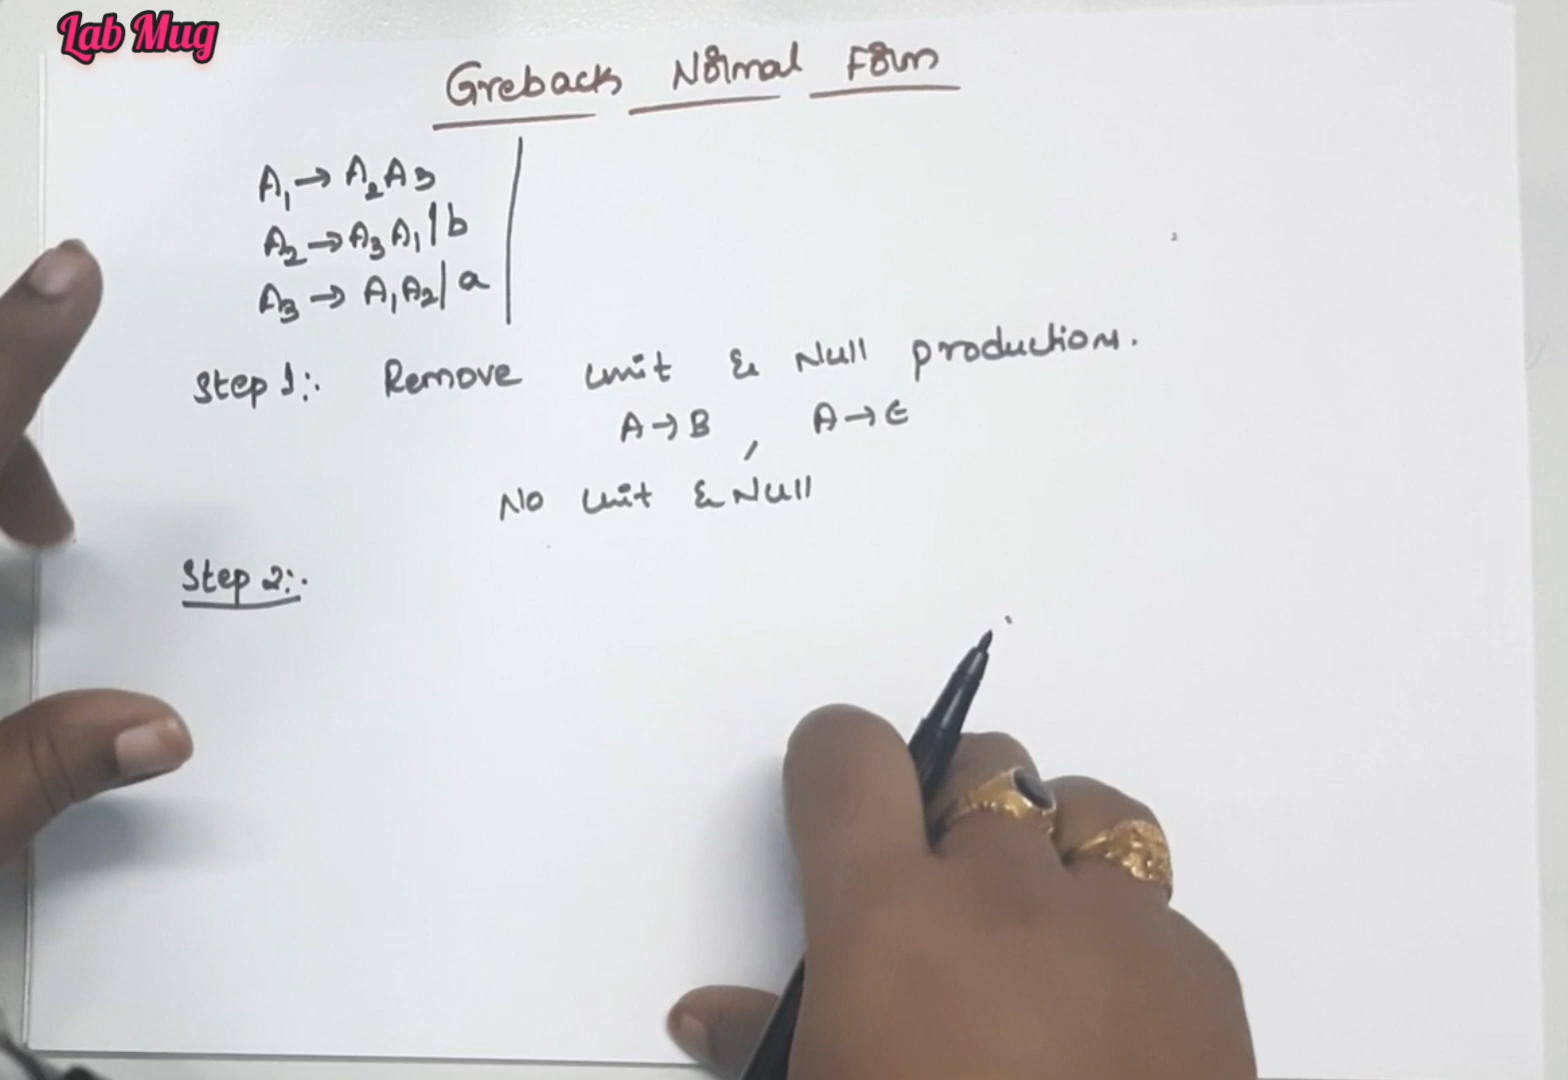 Lab Mug
Greback Normal Form
A₁ → A₂A₃
A₂ → A₃A₁|b
A₃ → A₁A₂|a
Step 1:. Remove unit & Null productions.
A → B , A → ϵ
No Unit & Null
Step 2:.